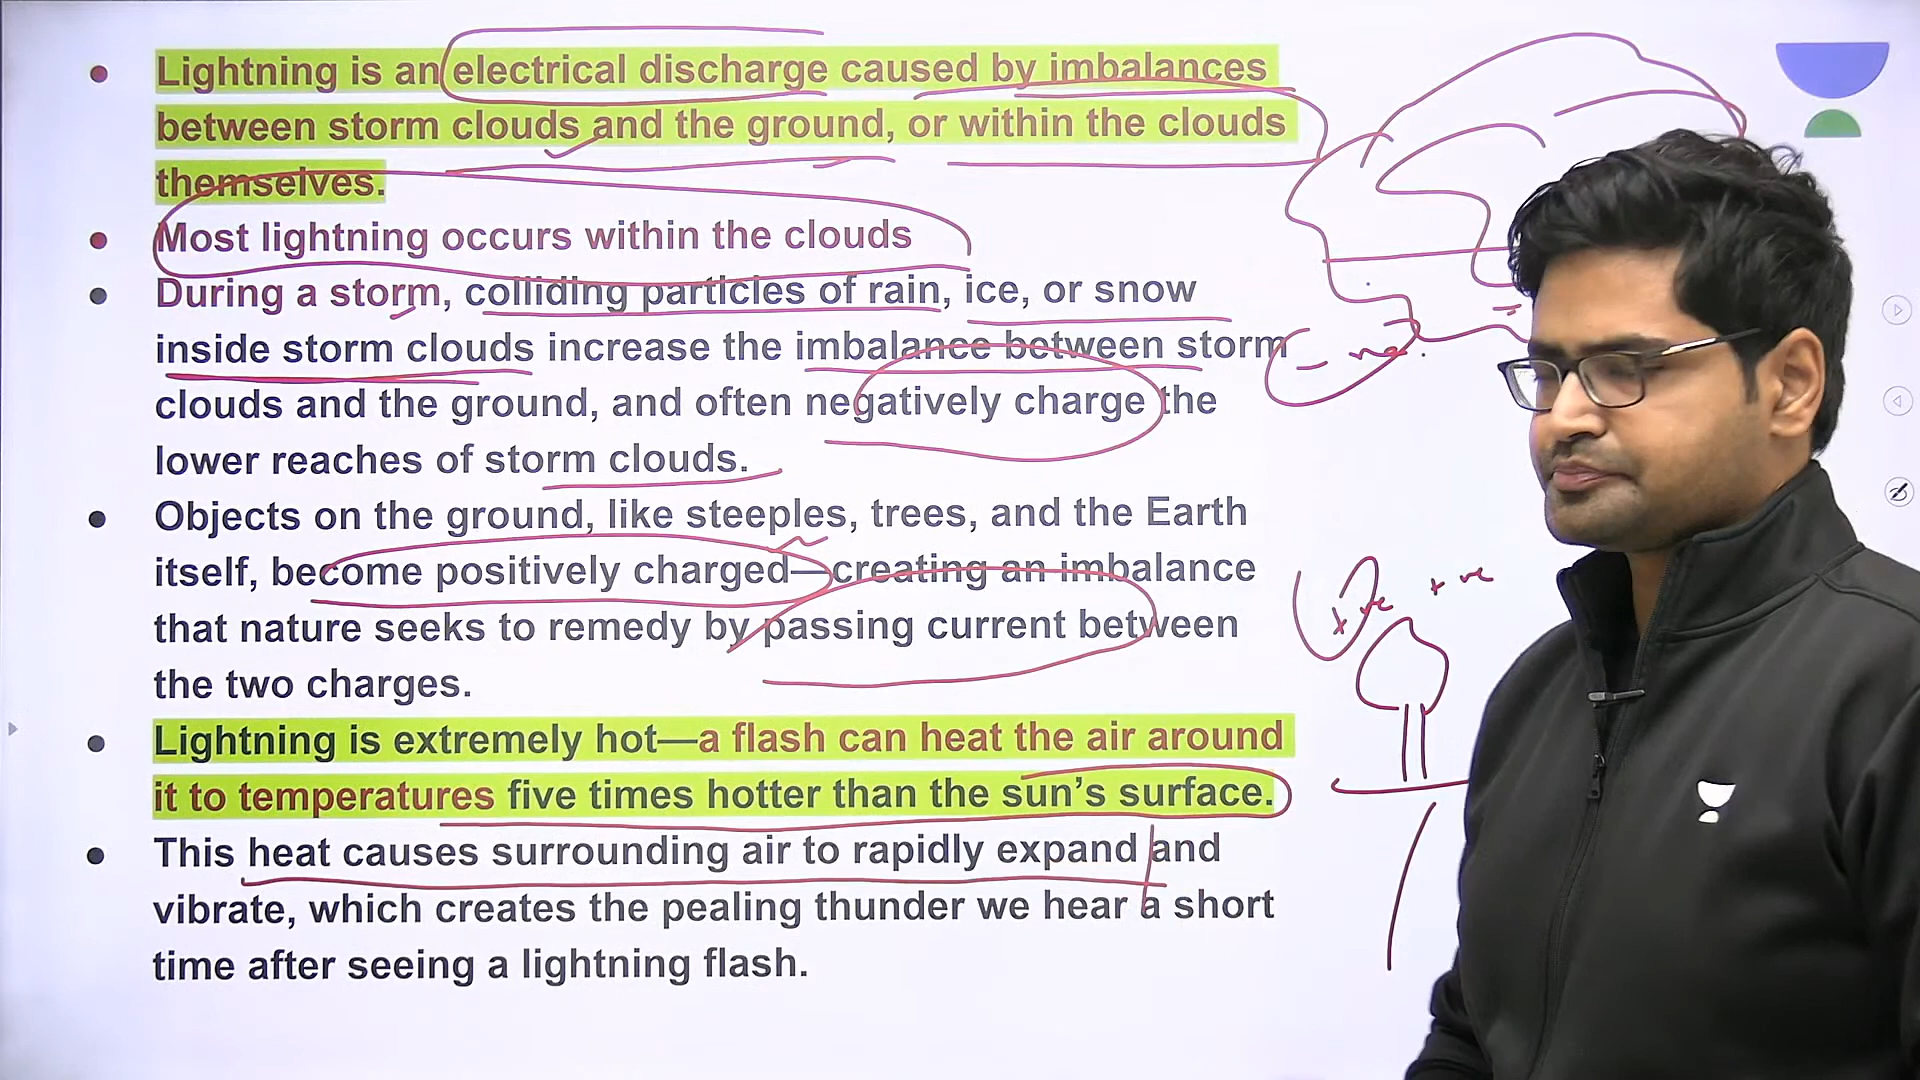 Lightning is an electrical discharge caused by imbalances
between storm clouds and the ground, or within the clouds
themselves.
Most lightning occurs within the clouds
During a storm, colliding particles of rain, ice, or snow
inside storm clouds increase the imbalance between storm
clouds and the ground, and often negatively charge the
lower reaches of storm clouds.
- ve.
Objects on the ground, like steeples, trees, and the Earth
itself, become positively charged—creating an imbalance
that nature seeks to remedy by passing current between
the two charges.
+ ve
+ ve
Lightning is extremely hot—a flash can heat the air around
it to temperatures five times hotter than the sun’s surface.
This heat causes surrounding air to rapidly expand and
vibrate, which creates the pealing thunder we hear a short
time after seeing a lightning flash.